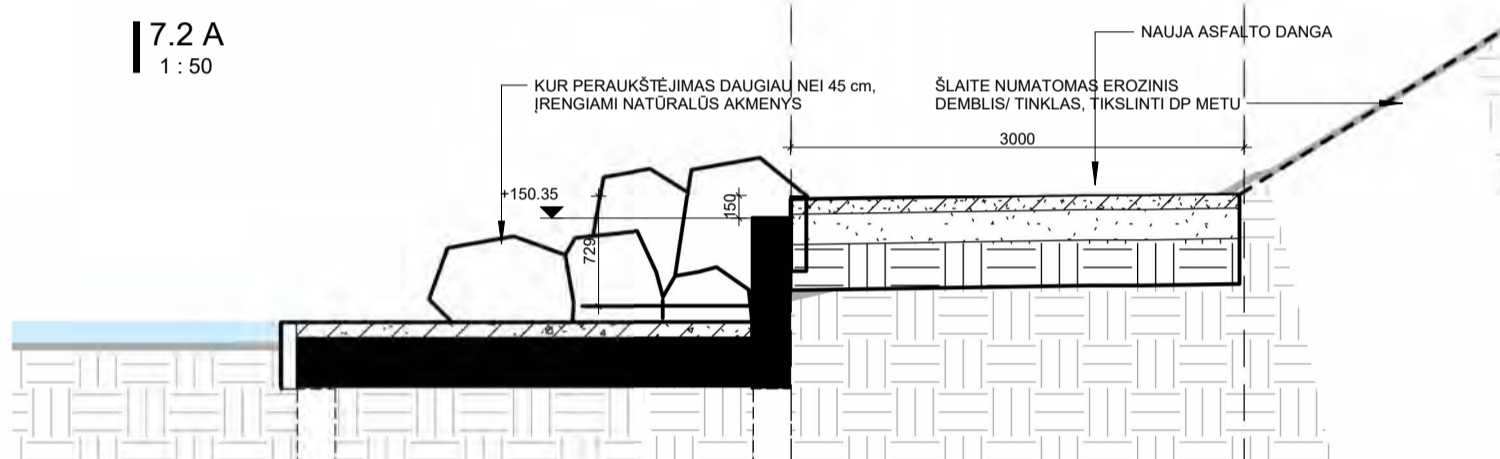 7.2 A
1 : 50
NAUJA ASFALTO DANGA
KUR PERAUKŠTĖJIMAS DAUGIAU NEI 45 cm,
ĮRENGIAMI NATŪRALŪS AKMENYS
ŠLAITE NUMATOMAS EROZINIS
DEMBLIS/ TINKLAS, TIKSLINTI DP METU
3000
+150.35
150
729